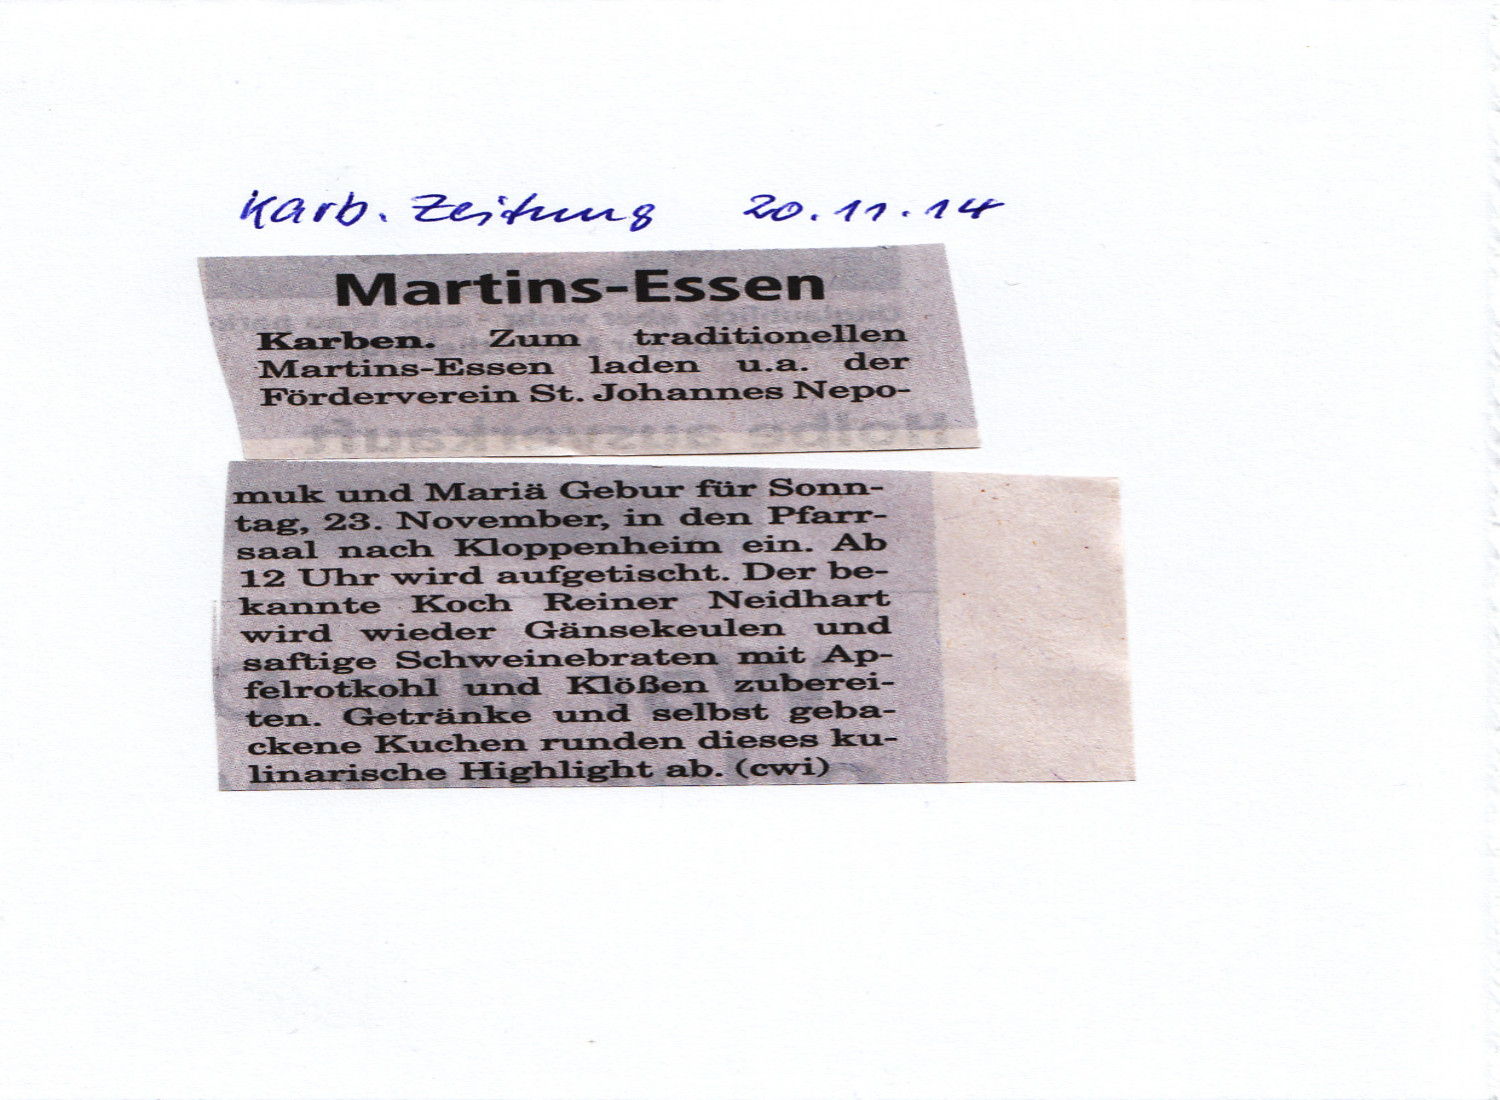 Karb. Zeitung 20.11.14
Martins-Essen
Karben. Zum traditionellen
Martins-Essen laden u.a. der
Förderverein St. Johannes Nepo-
muk und Mariä Gebur für Sonn-
tag, 23. November, in den Pfarr-
saal nach Kloppenheim ein. Ab
12 Uhr wird aufgetischt. Der be-
kannte Koch Reiner Neidhart
wird wieder Gänsekeulen und
saftige Schweinebraten mit Ap-
felrotkohl und Klößen zuberei-
ten. Getränke und selbst geba-
ckene Kuchen runden dieses ku-
linarische Highlight ab. (cwi)